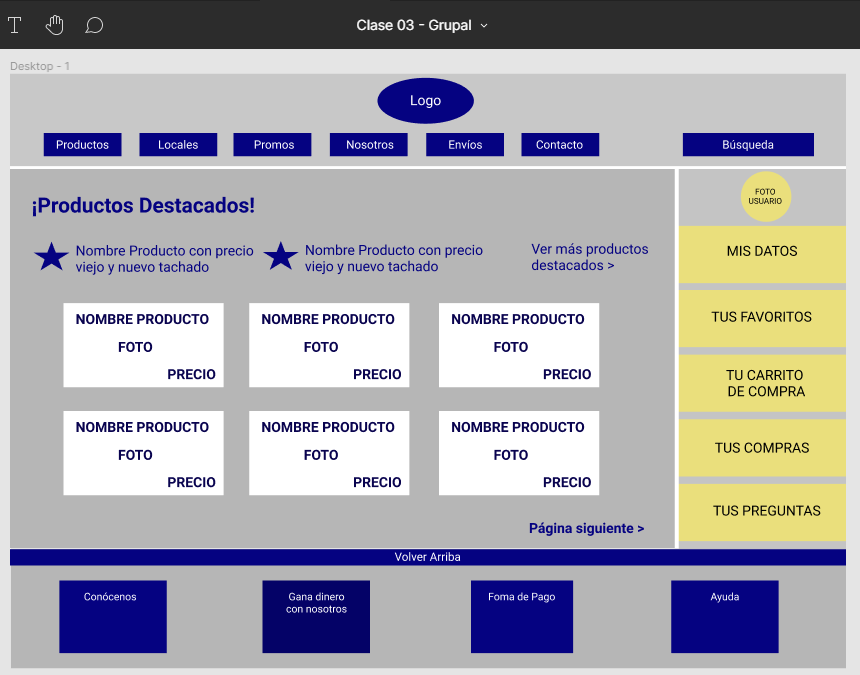 Clase 03 - Grupal
Desktop - 1
Logo
Productos
Locales
Promos
Nosotros
Envíos
Contacto
Búsqueda
¡Productos Destacados!
Nombre Producto con precio
viejo y nuevo tachado
Nombre Producto con precio
viejo y nuevo tachado
Ver más productos
destacados >
NOMBRE PRODUCTO
FOTO
PRECIO
NOMBRE PRODUCTO
FOTO
PRECIO
NOMBRE PRODUCTO
FOTO
PRECIO
NOMBRE PRODUCTO
FOTO
PRECIO
NOMBRE PRODUCTO
FOTO
PRECIO
NOMBRE PRODUCTO
FOTO
PRECIO
Página siguiente >
FOTO
USUARIO
MIS DATOS
TUS FAVORITOS
TU CARRITO
DE COMPRA
TUS COMPRAS
TUS PREGUNTAS
Volver Arriba
Conócenos
Gana dinero
con nosotros
Foma de Pago
Ayuda